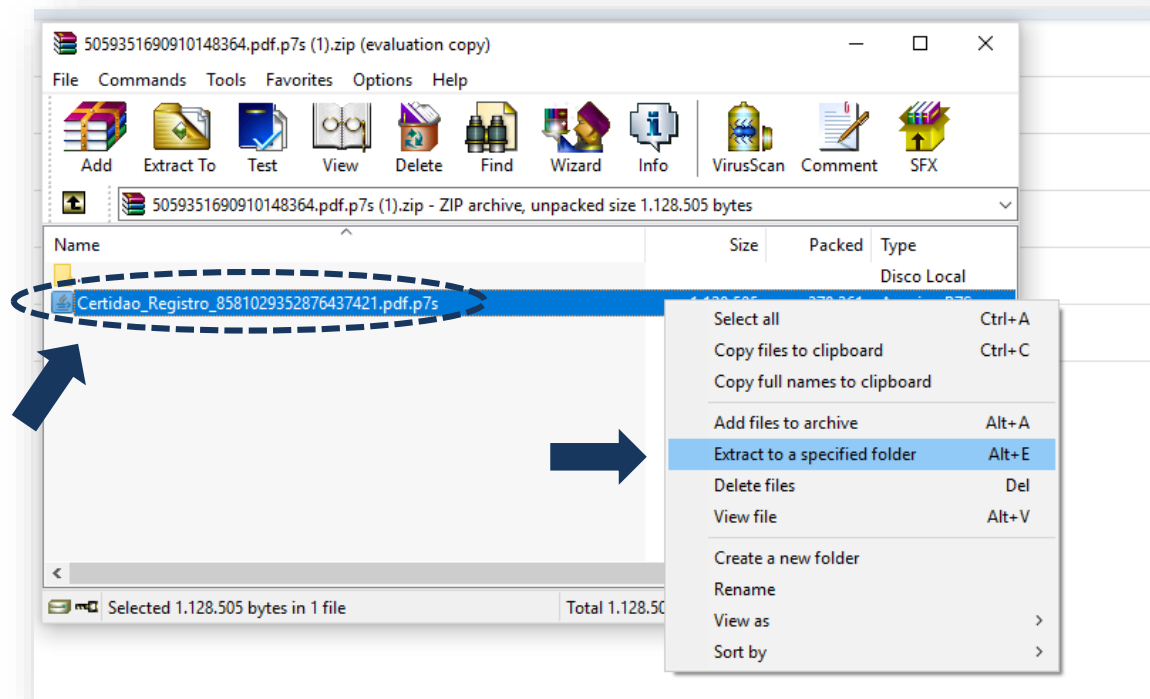 5059351690910148364.pdf.p7s (1).zip (evaluation copy)
File Commands Tools Favorites Options Help
Add Extract To Test View Delete Find Wizard Info VirusScan Comment SFX
5059351690910148364.pdf.p7s (1).zip - ZIP archive, unpacked size 1.128.505 bytes
Name Size Packed Type
Disco Local
Certidao_Registro_8581029352876437421.pdf.p7s
Select all Ctrl+A
Copy files to clipboard Ctrl+C
Copy full names to clipboard
Add files to archive Alt+A
Extract to a specified folder Alt+E
Delete files Del
View file Alt+V
Create a new folder
Rename
View as
Sort by
Selected 1.128.505 bytes in 1 file Total 1.128.50